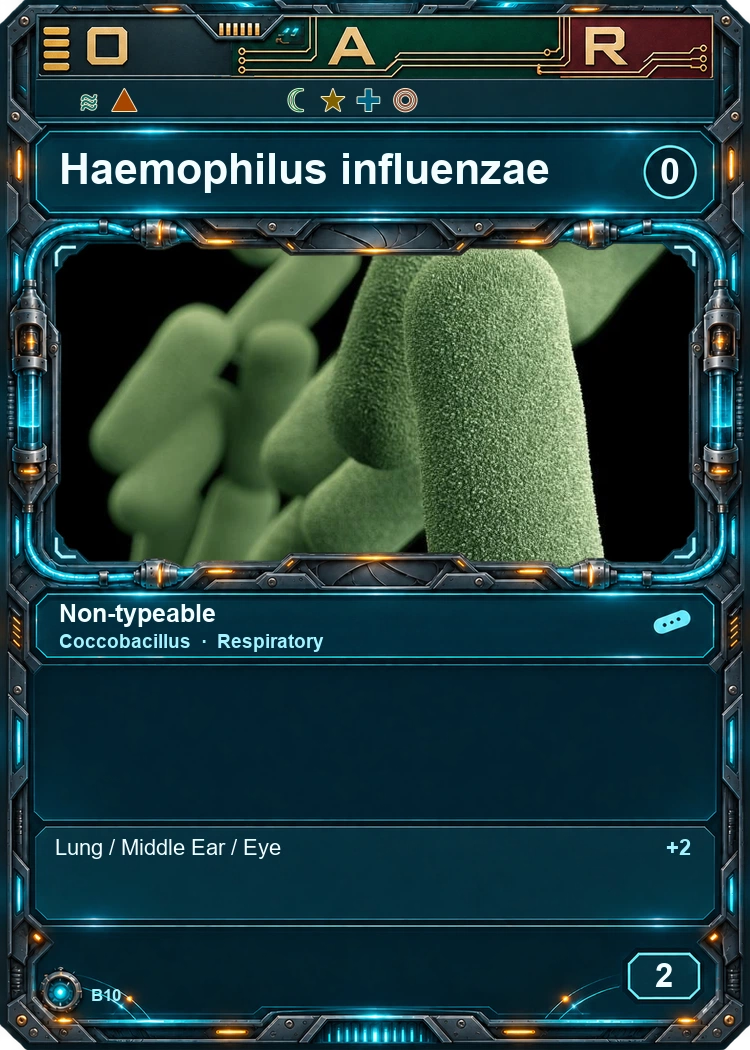 O A R
Haemophilus influenzae 0
Non-typeable
Coccobacillus · Respiratory
Lung / Middle Ear / Eye +2
B10 2